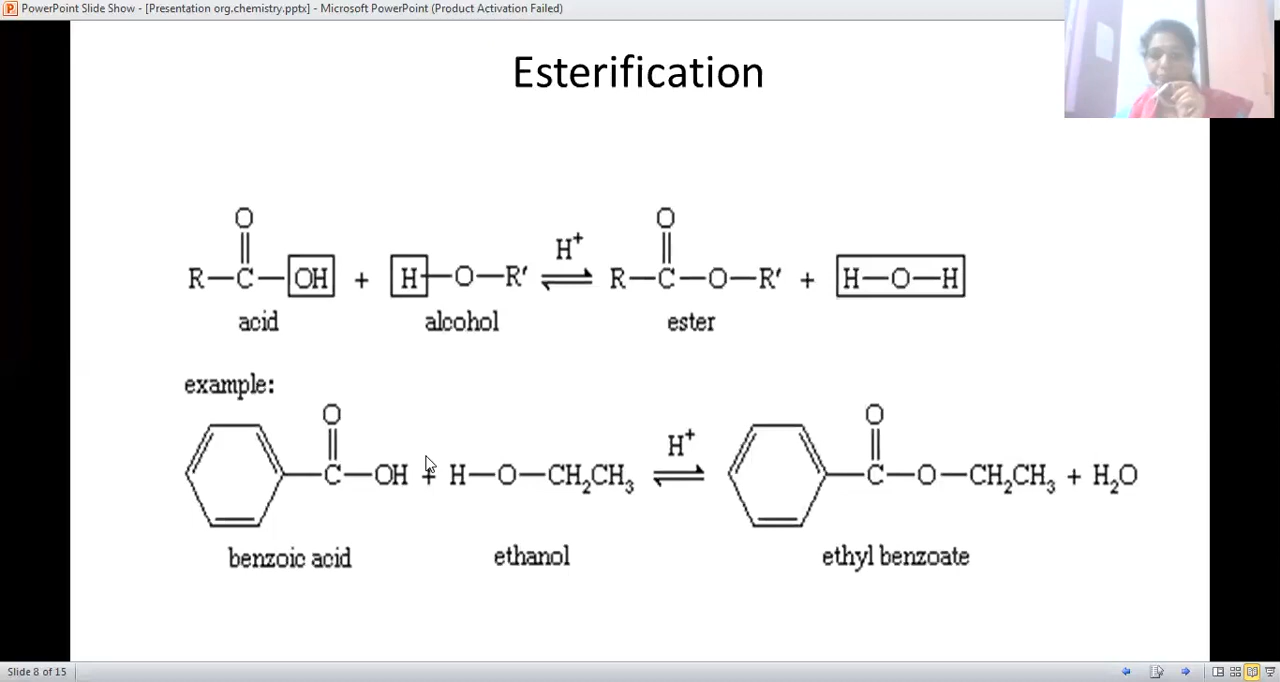 PowerPoint Slide Show - [Presentation org.chemistry.pptx] - Microsoft PowerPoint (Product Activation Failed)
Esterification
O O
H+
R—C—OH + H—O—R′ ⇌ R—C—O—R′ + H—O—H
acid alcohol ester
example:
O O
H+
C—OH + H—O—CH2CH3 ⇌ C—O—CH2CH3 + H2O
benzoic acid ethanol ethyl benzoate
Slide 8 of 15